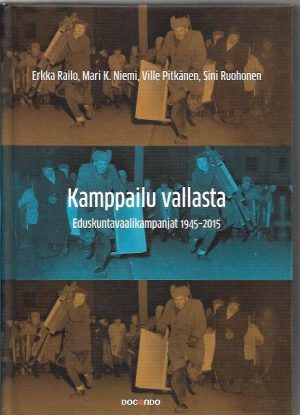 Erkka Railo, Mari K. Niemi, Ville Pitkänen, Sini Ruohonen
Kamppailu vallasta
Eduskuntavaalikampanjat 1945–2015
DOCENDO